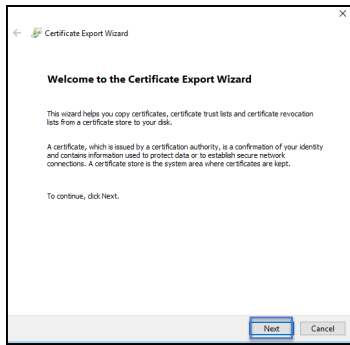 Certificate Export Wizard
Welcome to the Certificate Export Wizard
This wizard helps you copy certificates, certificate trust lists and certificate revocation
lists from a certificate store to your disk.
A certificate, which is issued by a certification authority, is a confirmation of your identity
and contains information used to protect data or to establish secure network
connections. A certificate store is the system area where certificates are kept.
To continue, click Next.
Next Cancel